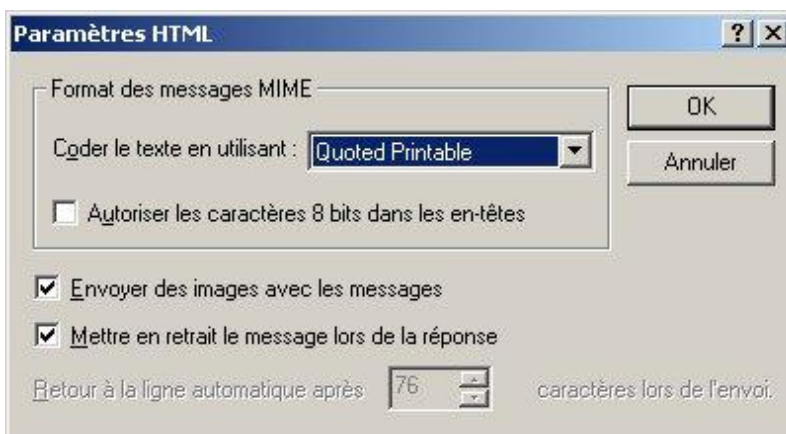 Paramètres HTML
Format des messages MIME
OK
Coder le texte en utilisant : Quoted Printable
Annuler
Autoriser les caractères 8 bits dans les en-têtes
Envoyer des images avec les messages
Mettre en retrait le message lors de la réponse
Retour à la ligne automatique après 76 caractères lors de l'envoi.